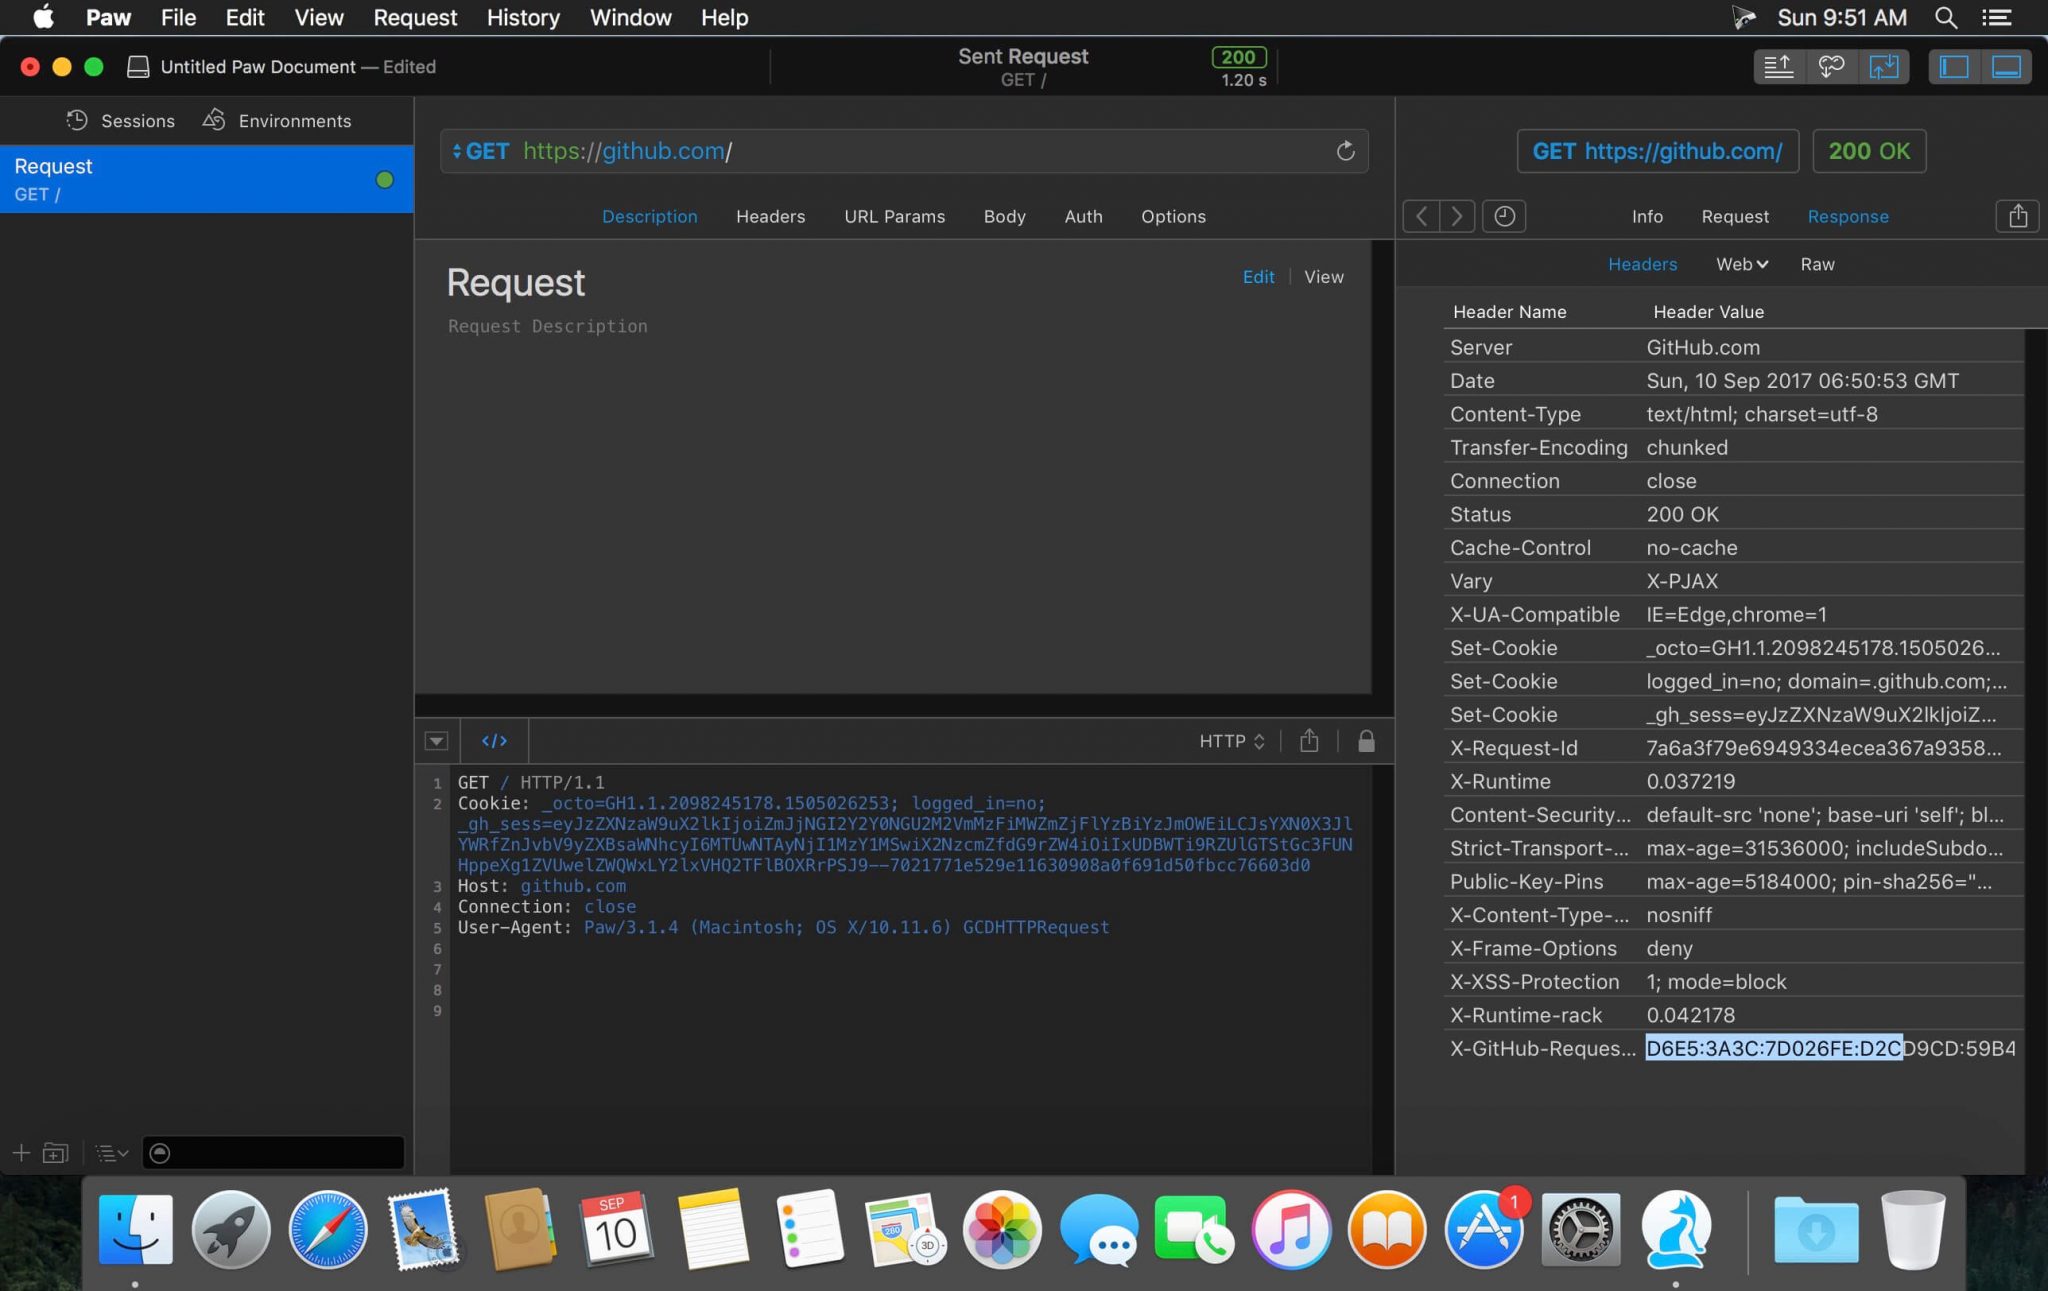 Paw File Edit View Request History Window Help
Sun 9:51 AM
Untitled Paw Document — Edited
Sent Request
GET /
200
1.20 s
Sessions Environments
Request
GET /
GET https://github.com/
Description Headers URL Params Body Auth Options
Request
Edit View
Request Description
HTTP
1 GET / HTTP/1.1
2 Cookie: _octo=GH1.1.2098245178.1505026253; logged_in=no;
3 Host: github.com
4 Connection: close
5 User-Agent: Paw/3.1.4 (Macintosh; OS X/10.11.6) GCDHTTPRequest
6
7
8
9
GET https://github.com/ 200 OK
Info Request Response
Headers Web Raw
Header Name Header Value
Server GitHub.com
Date Sun, 10 Sep 2017 06:50:53 GMT
Content-Type text/html; charset=utf-8
Transfer-Encoding chunked
Connection close
Status 200 OK
Cache-Control no-cache
Vary X-PJAX
X-UA-Compatible IE=Edge,chrome=1
Set-Cookie _octo=GH1.1.2098245178.1505026...
Set-Cookie logged_in=no; domain=.github.com;...
Set-Cookie _gh_sess=eyJzZXNzaW9uX2lkIjoiZ...
X-Request-Id 7a6a3f79e6949334ecea367a9358...
X-Runtime 0.037219
Content-Security... default-src 'none'; base-uri 'self'; bl...
Strict-Transport-... max-age=31536000; includeSubdo...
Public-Key-Pins max-age=5184000; pin-sha256="...
X-Content-Type-... nosniff
X-Frame-Options deny
X-XSS-Protection 1; mode=block
X-Runtime-rack 0.042178
X-GitHub-Reques... D6E5:3A3C:7D026FE:D2CD9CD:59B4
SEP
10
280
3D
1